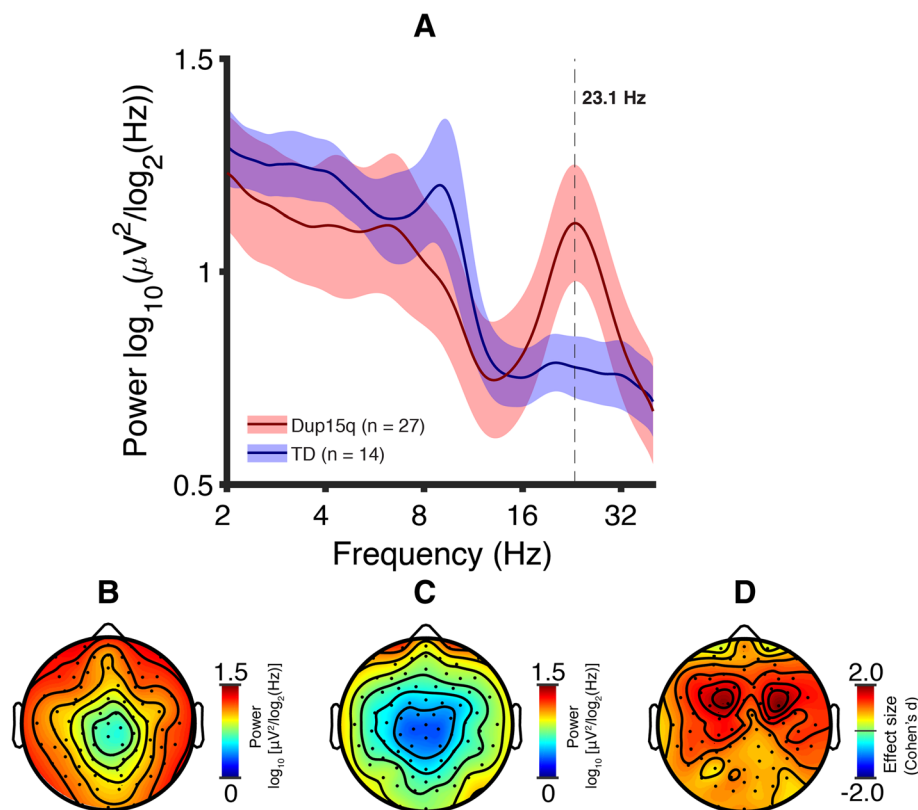 A
1.5
23.1 Hz
Power log10(μV2/log2(Hz))
1
Dup15q (n = 27)
TD (n = 14)
0.5
2 4 8 16 32
Frequency (Hz)
B C D
1.5 1.5 2.0
Power
log10 [μV2/log2(Hz)]
Power
log10 [μV2/log2(Hz)]
Effect size
(Cohen's d)
0 0 -2.0